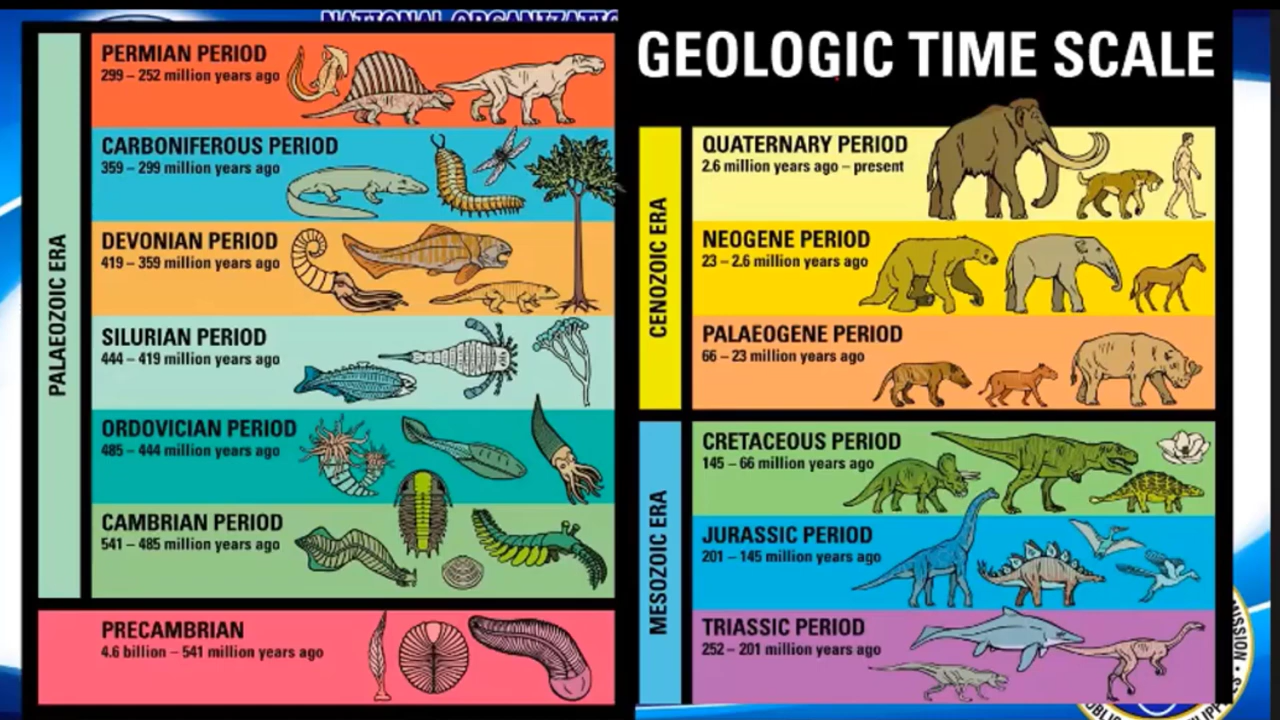 NATIONAL
PERMIAN PERIOD
299 – 252 million years ago
CARBONIFEROUS PERIOD
359 – 299 million years ago
DEVONIAN PERIOD
419 – 359 million years ago
SILURIAN PERIOD
444 – 419 million years ago
ORDOVICIAN PERIOD
485 – 444 million years ago
CAMBRIAN PERIOD
541 – 485 million years ago
PALAEOZOIC ERA
PRECAMBRIAN
4.6 billion – 541 million years ago
GEOLOGIC TIME SCALE
QUATERNARY PERIOD
2.6 million years ago – present
NEOGENE PERIOD
23 – 2.6 million years ago
PALAEOGENE PERIOD
66 – 23 million years ago
CENOZOIC ERA
CRETACEOUS PERIOD
145 – 66 million years ago
JURASSIC PERIOD
201 – 145 million years ago
TRIASSIC PERIOD
252 – 201 million years ago
MESOZOIC ERA